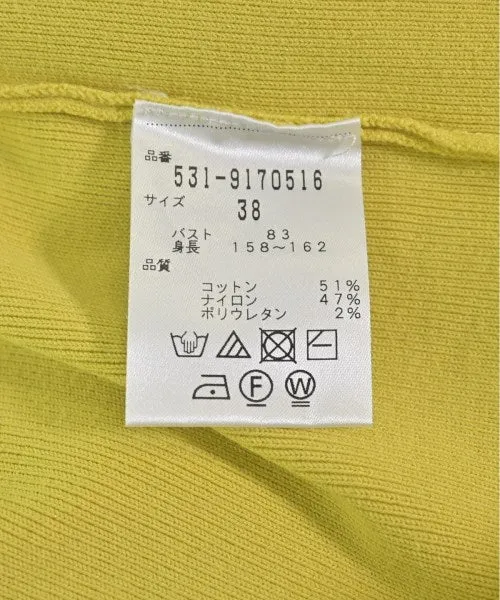 品番
531-9170516
サイズ
38
バスト 83
身長 158～162
品質
コットン 51%
ナイロン 47%
ポリウレタン 2%
F W